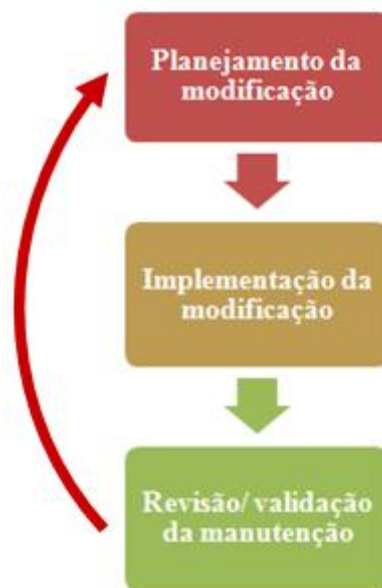 Planejamento da
modificação
Implementação da
modificação
Revisão/ validação
da manutenção